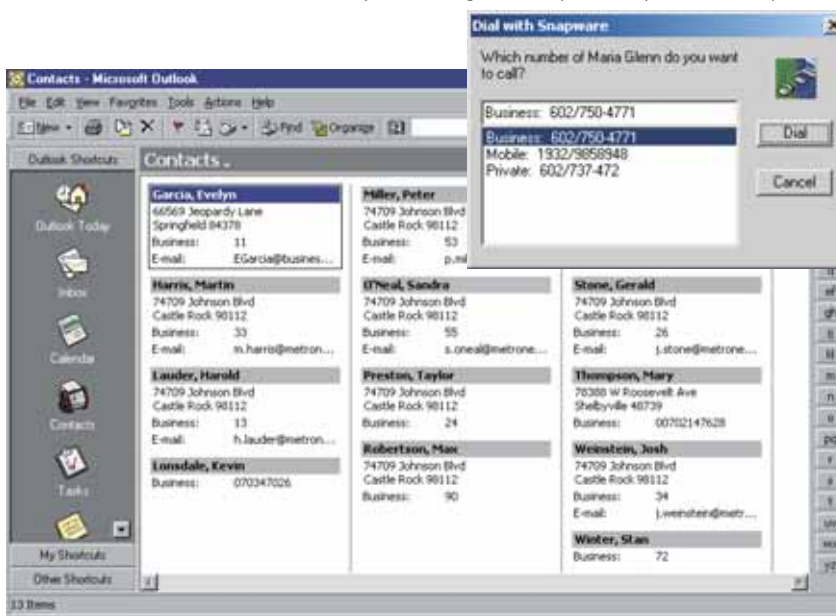 Dial with Snapware
Which number of Maria Glenn do you want
to call?
Business: 602/750-4771
Business: 602/750-4771
Mobile: 1932/9858948
Private: 602/737-472
Dial
Cancel
Contacts - Microsoft Outlook
File Edit View Favorites Tools Actions Help
New Find Organize
Outlook Shortcuts
Contacts .
Outlook Today
Inbox
Calendar
Contacts
Tasks
My Shortcuts
Other Shortcuts
Garcia, Evelyn
66569 Jeopardy Lane
Springfield 84378
Business: 11
E-mail: EGarcia@busines...
Harris, Martin
74709 Johnson Blvd
Castle Rock 98112
Business: 33
E-mail: m.harris@metron...
Lauder, Harold
74709 Johnson Blvd
Castle Rock 98112
Business: 13
E-mail: h.lauder@metron...
Lonsdale, Kevin
Business: 070347026
Miller, Peter
74709 Johnson Blvd
Castle Rock 98112
Business: 53
E-mail:
O'Neal, Sandra
74709 Johnson Blvd
Castle Rock 98112
Business: 55
E-mail: s.oneal@metrone...
Preston, Taylor
74709 Johnson Blvd
Castle Rock 98112
Business: 24
Robertson, Max
74709 Johnson Blvd
Castle Rock 98112
Business: 90
Stone, Gerald
74709 Johnson Blvd
Castle Rock 98112
Business: 26
E-mail: j.stone@metrone...
Thompson, Mary
78388 W Roosevelt Ave
Shelbyville 48739
Business: 00702147628
Weinstein, Josh
74709 Johnson Blvd
Castle Rock 98112
Business: 34
E-mail: j.weinstein@metr...
Winter, Stan
Business: 72
13 Items